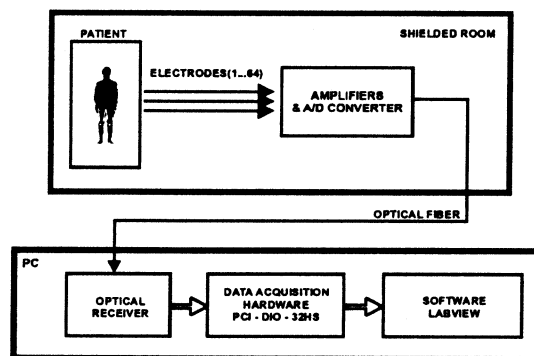 PATIENT
SHIELDED ROOM
ELECTRODES(1...64)
AMPLIFIERS
& A/D CONVERTER
OPTICAL FIBER
PC
OPTICAL
RECEIVER
DATA ACQUISITION
HARDWARE
PCI - DIO - 32HS
SOFTWARE
LABVIEW